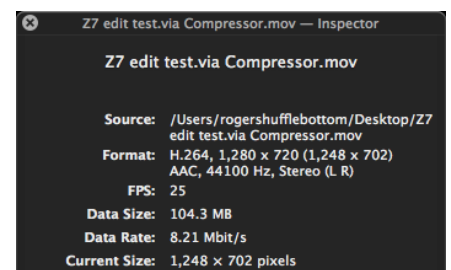 Z7 edit test.via Compressor.mov — Inspector
Z7 edit test.via Compressor.mov
Source: /Users/rogershufflebottom/Desktop/Z7
edit test.via Compressor.mov
Format: H.264, 1,280 x 720 (1,248 x 702)
AAC, 44100 Hz, Stereo (L R)
FPS: 25
Data Size: 104.3 MB
Data Rate: 8.21 Mbit/s
Current Size: 1,248 × 702 pixels